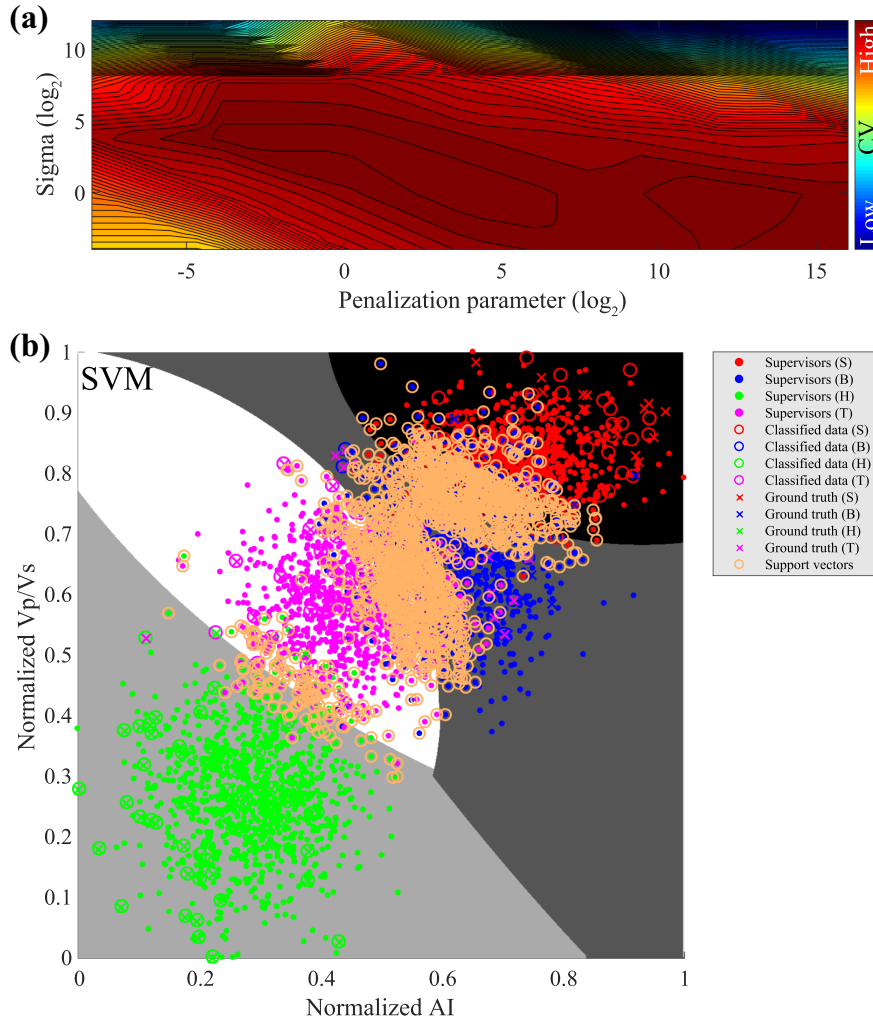 (a)
10
5
0
Sigma (log2)
-5 0 5 10 15
Penalization parameter (log2)
High
CV
Low
(b)
SVM
1
0.9
0.8
0.7
0.6
0.5
0.4
0.3
0.2
0.1
0
Normalized Vp/Vs
0 0.2 0.4 0.6 0.8 1
Normalized AI
Supervisors (S)
Supervisors (B)
Supervisors (H)
Supervisors (T)
Classified data (S)
Classified data (B)
Classified data (H)
Classified data (T)
Ground truth (S)
Ground truth (B)
Ground truth (H)
Ground truth (T)
Support vectors